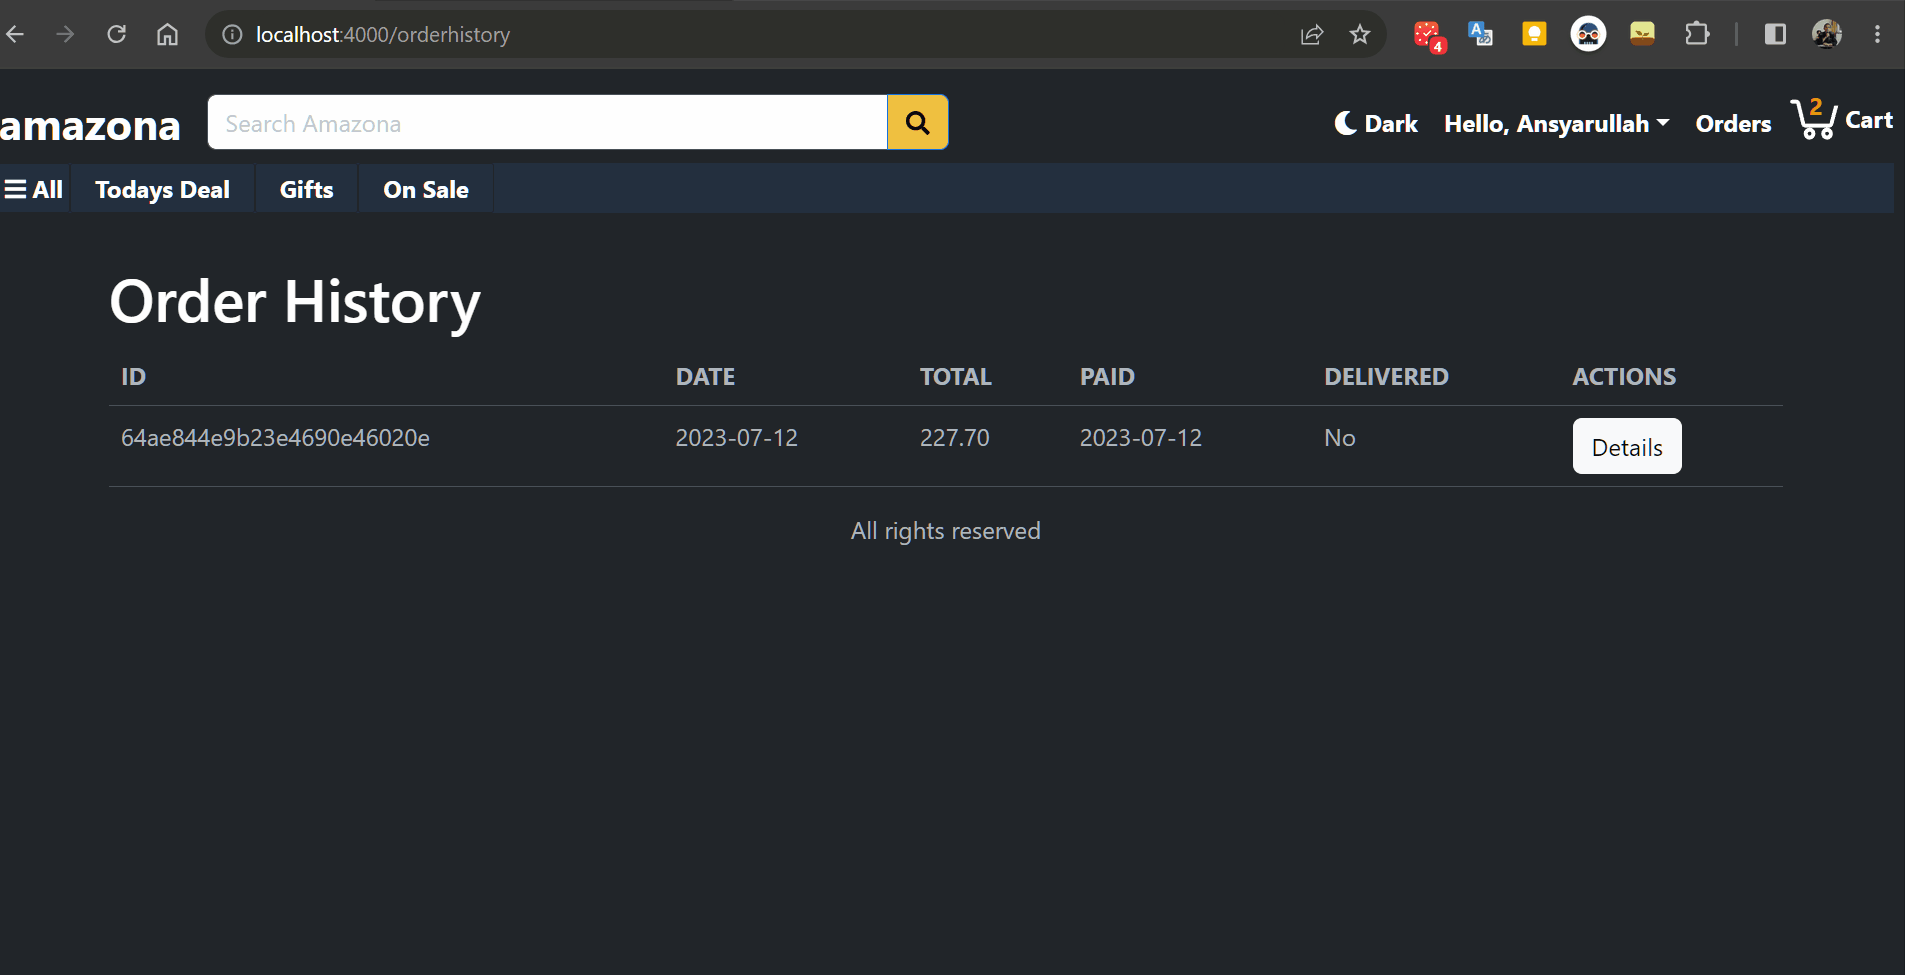 localhost:4000/orderhistory
4
amazona
Search Amazona
Dark
Hello, Ansyarullah
Orders
2
Cart
All
Todays Deal
Gifts
On Sale
Order History
ID DATE TOTAL PAID DELIVERED ACTIONS
64ae844e9b23e4690e46020e 2023-07-12 227.70 2023-07-12 No Details
All rights reserved